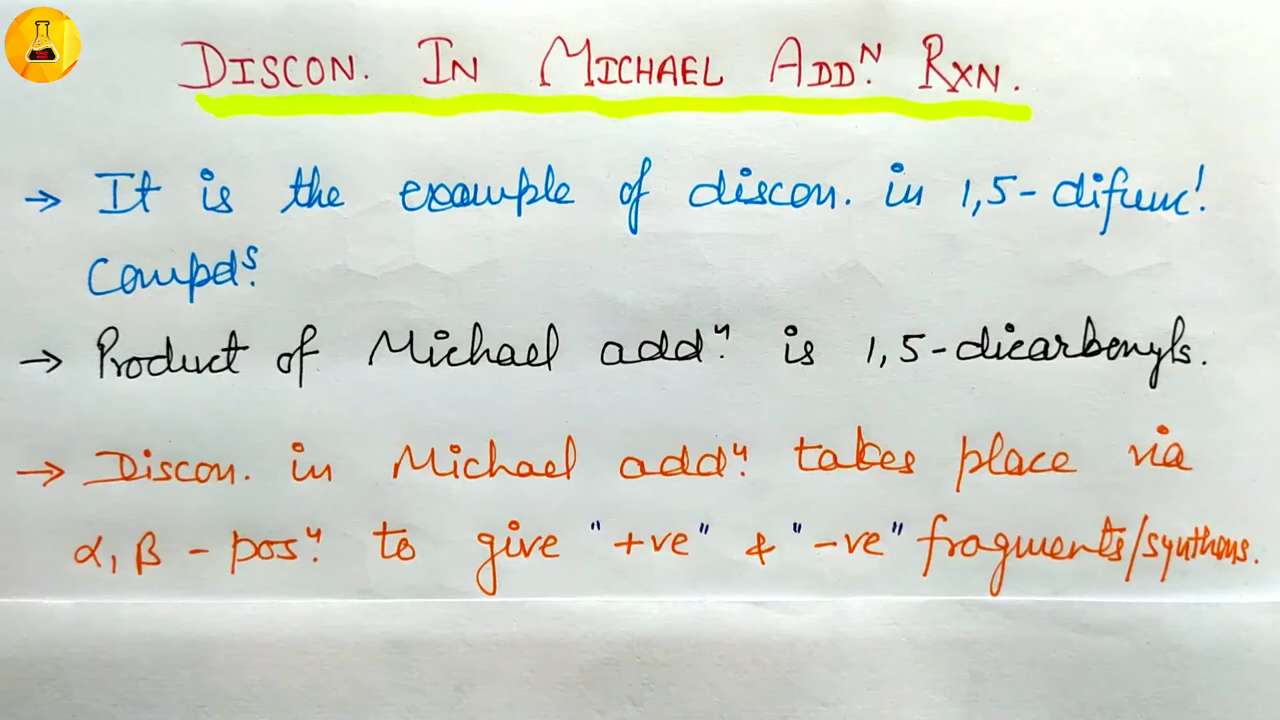 DISCON. IN MICHAEL ADDᴺ. RXN.
→ It is the example of discon. in 1,5-difuncˡ.
Compdˢ.
→ Product of Michael addⁿ. is 1,5-dicarbonyls.
→ Discon. in Michael addⁿ. takes place via
α, β - posⁿ. to give "+ve" & "-ve" fragments/synthons.